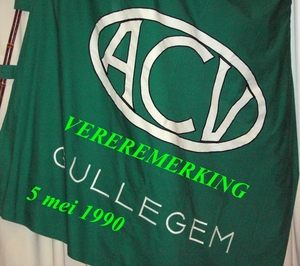 ACV
VEREREMERKING
GULLEGEM
5 mei 1990